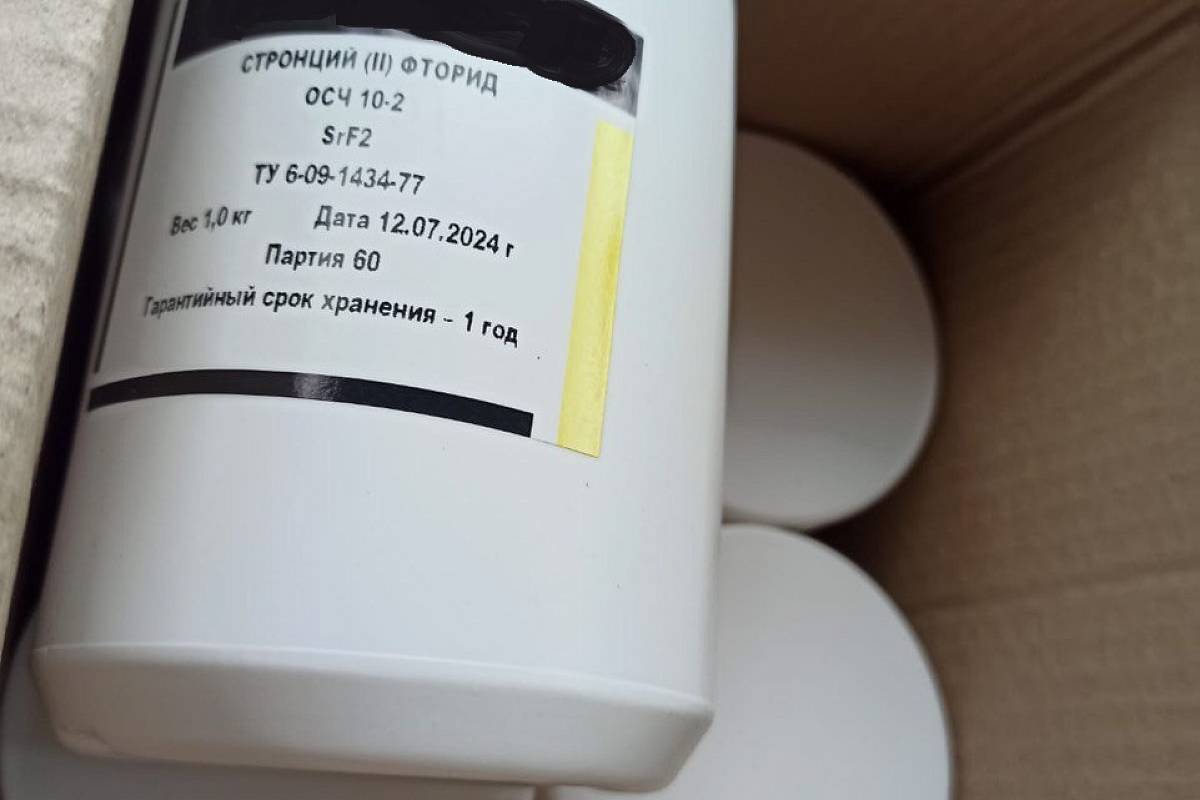 СТРОНЦИЙ (II) ФТОРИД
ОСЧ 10-2
SrF2
ТУ 6-09-1434-77
Вес 1,0 кг Дата 12.07.2024 г
Партия 60
Гарантийный срок хранения - 1 год